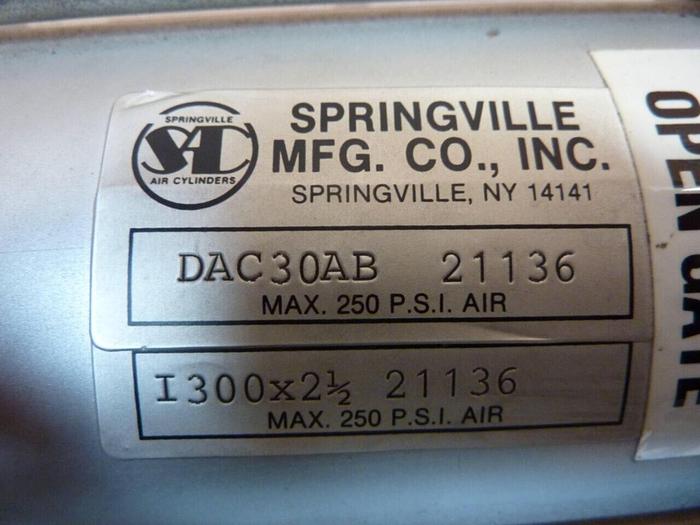 SPRINGVILLE
SAC
AIR CYLINDERS
SPRINGVILLE
MFG. CO., INC.
SPRINGVILLE, NY 14141
DAC30AB 21136
MAX. 250 P.S.I. AIR
I300x2½ 21136
MAX. 250 P.S.I. AIR
OPEN GATE